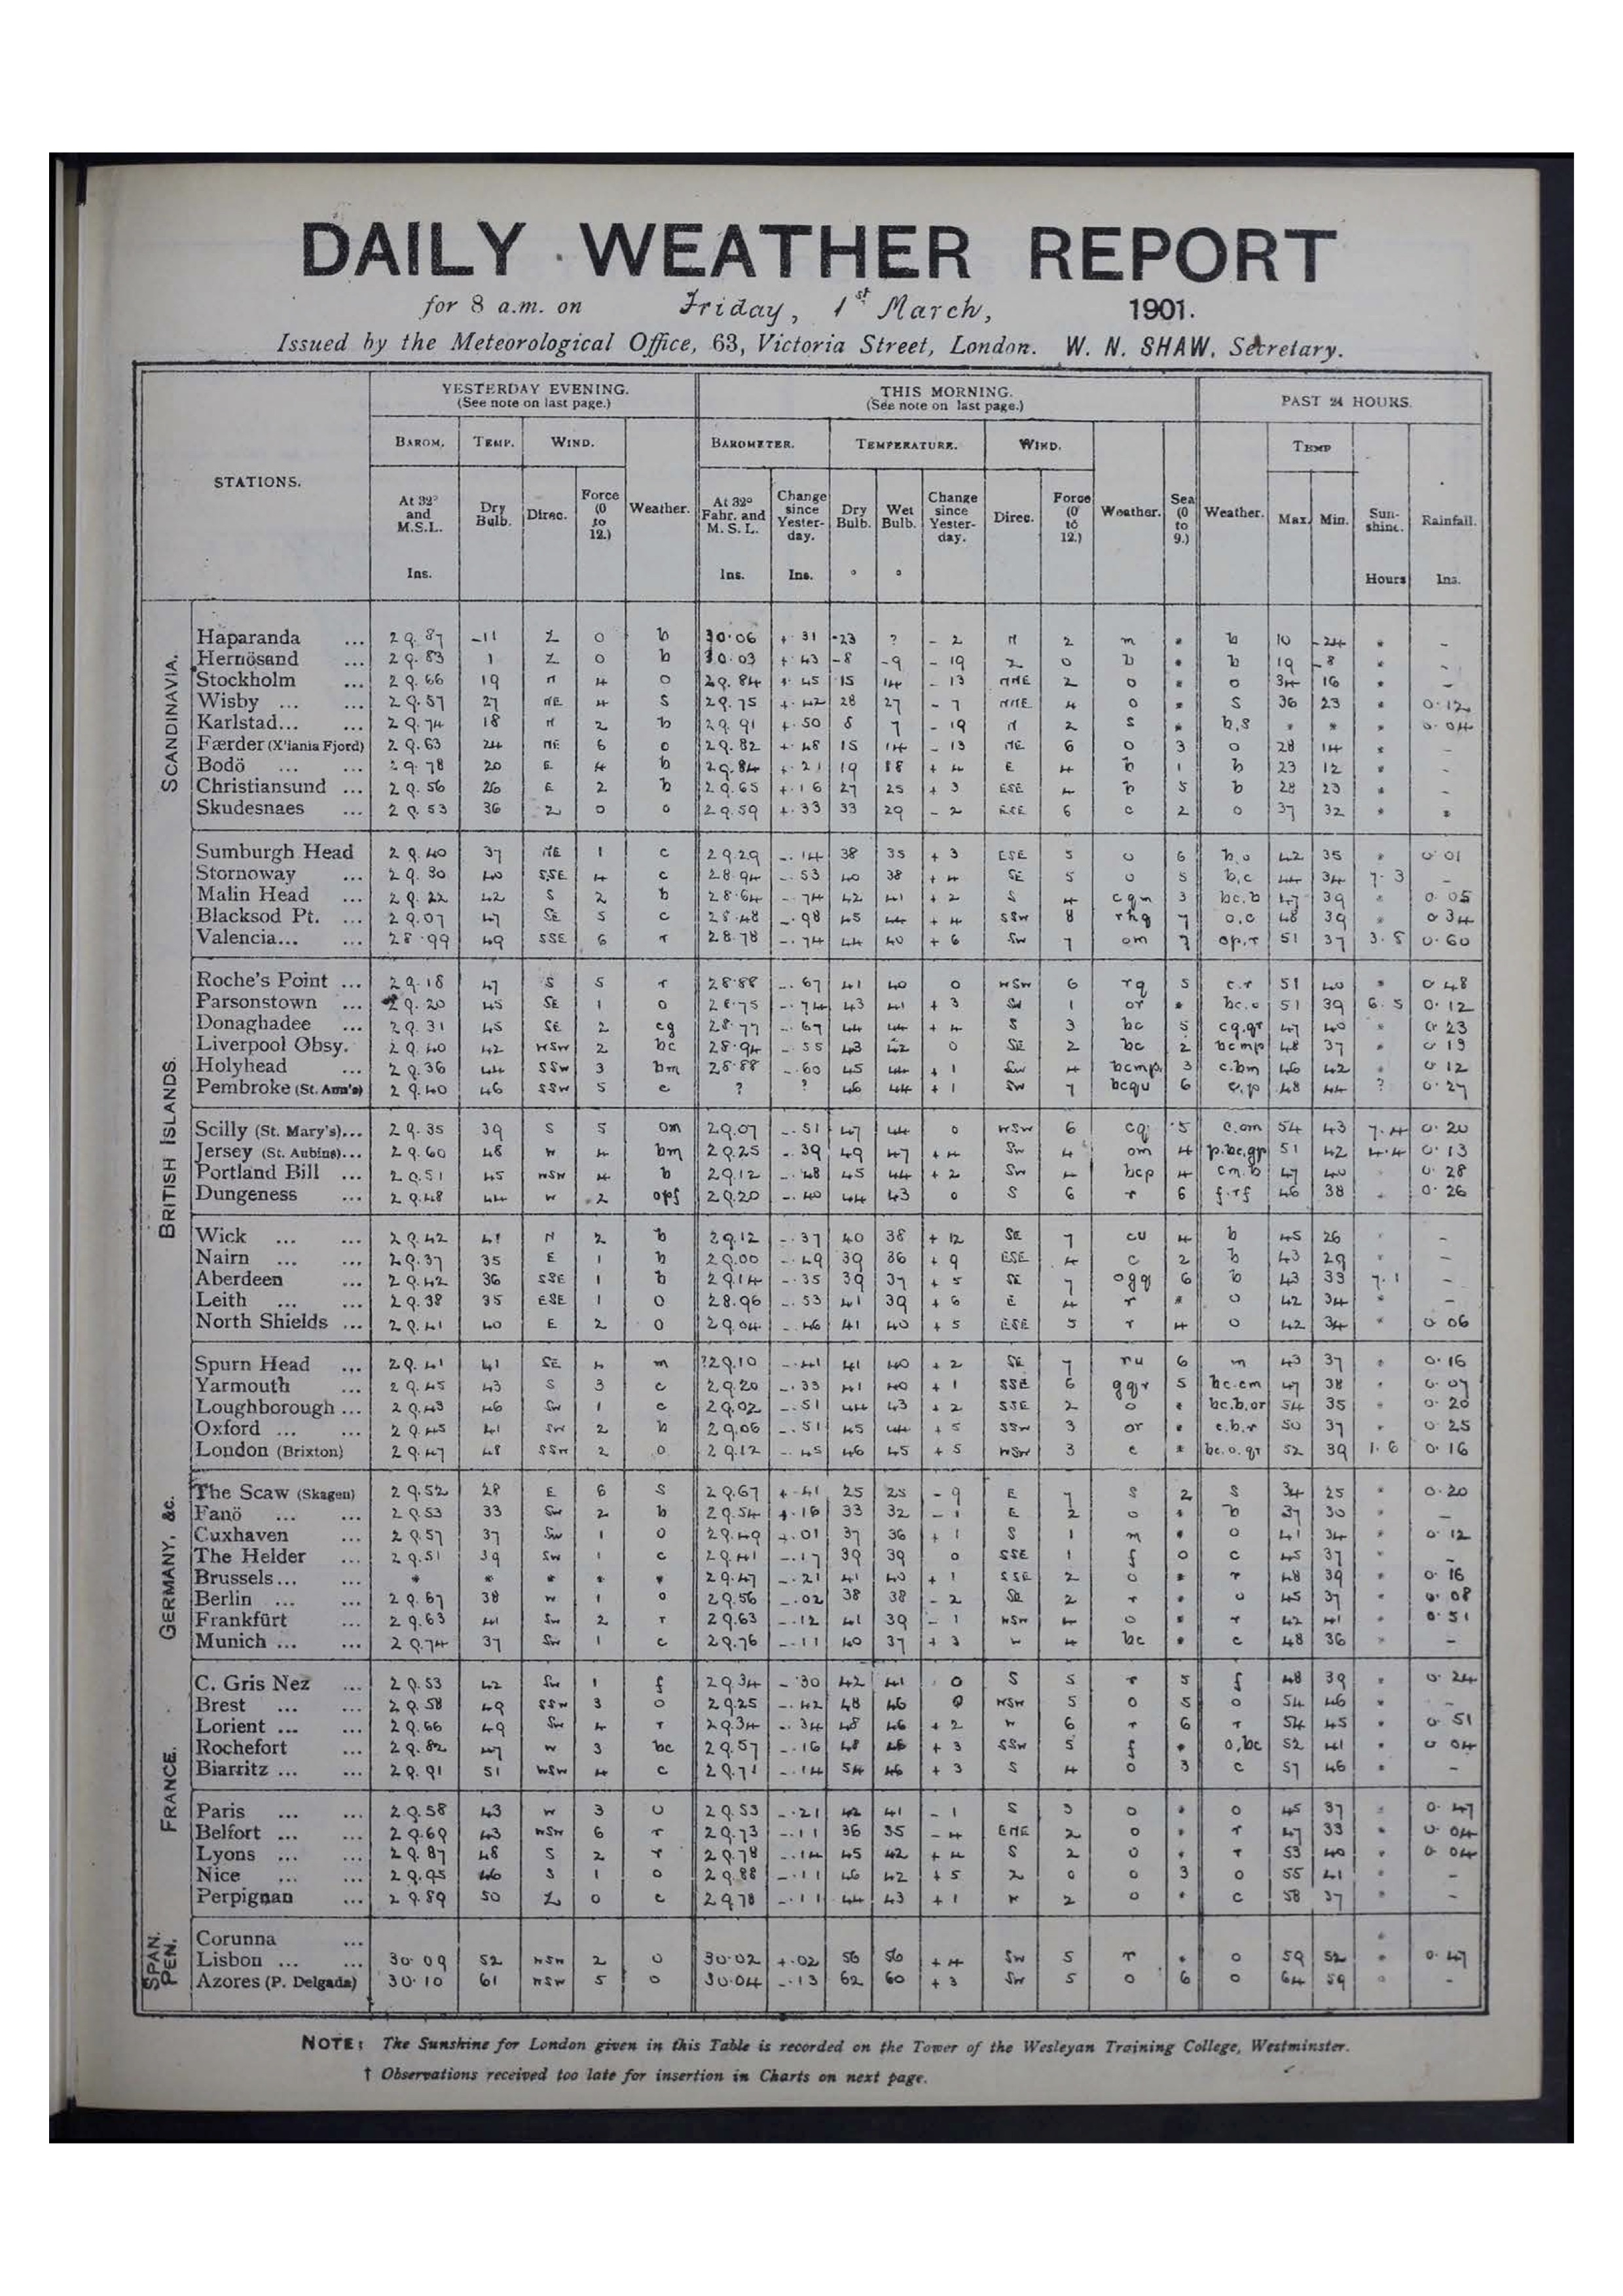 DAILY WEATHER REPORT
for 8 a.m. on Friday, 1st March, 1901.
Issued by the Meteorological Office, 63, Victoria Street, London. W. N. SHAW, Secretary.
STATIONS. YESTERDAY EVENING. THIS MORNING. PAST 24 HOURS.
(See note on last page.) (See note on last page.)
BAROM. TEMP. WIND. Weather. BAROMETER. TEMPERATURE. WIND. Weather. Sea (0 to 9.) Weather. TEMP Sunshine. Rainfall.
At 32° and M.S.L. Dry Bulb. Direc. Force (0 to 12.) At 32° Fahr. and M. S. L. Change since Yesterday. Dry Bulb. Wet Bulb. Change since Yesterday. Direc. Force (0 to 12.) Max. Min.
Ins. Ins. Ins. ° ° Hours Ins.
SCANDINAVIA.
Haparanda ... 29.87 -11 Z 0 b 30.06 +.31 -23 ? -2 N 2 m * b 10 -24 * -
Hernösand ... 29.83 1 Z 0 b 30.03 +.43 -8 -9 -19 Z 0 b * b 19 -8 * -
Stockholm ... 29.66 19 N 4 o 29.84 +.45 15 14 -13 NNE 2 o * o 34 16 * -
Wisby ... ... 29.57 27 NE 4 s 29.75 +.42 28 27 -7 NNE 4 o * s 36 23 * 0.12
Karlstad... ... 29.74 18 N 2 b 29.91 +.50 8 7 -19 N 2 s * b,s * * * 0.04
Færder (X'iania Fjord) 29.63 24 NE 6 o 29.82 +.48 15 14 -13 NE 6 o 3 o 28 14 * -
Bodö ... ... 29.78 20 E 4 b 29.84 +.21 19 18 +4 E 4 b 1 b 23 12 * -
Christiansund ... 29.56 26 E 2 b 29.65 +.16 27 25 +3 ESE 4 b 5 b 28 23 * -
Skudesnaes ... 29.53 36 Z 0 o 29.59 +.33 33 29 -2 ESE 6 c 2 o 37 32 * *
BRITISH ISLANDS.
Sumburgh Head 29.40 37 NE 1 c 29.29 -.14 38 35 +3 ESE 5 o 6 b,o 42 35 * 0.01
Stornoway ... 29.30 40 SSE 4 c 28.94 -.53 40 38 +4 SE 5 o 5 b,c 44 34 7.3 -
Malin Head ... 29.22 42 S 2 b 28.64 -.74 42 41 +2 S 4 cqm 3 bc.b 47 39 * 0.05
Blacksod Pt. ... 29.07 47 SE 5 c 28.48 -.98 45 44 +4 SSW 8 rhq 7 o.c 48 39 * 0.34
Valencia... ... 28.99 49 SSE 6 r 28.78 -.74 44 40 +6 SW 7 om 7 op,r 51 37 3.8 0.60
Roche's Point ... 29.18 47 S 5 r 28.88 -.67 41 40 0 WSW 6 rq 5 c.r 51 40 * 0.48
Parsonstown ... 29.20 45 SE 1 o 28.75 -.74 43 41 +3 SW 1 or * bc.o 51 39 6.5 0.12
Donaghadee ... 29.31 45 SE 2 cg 28.77 -.67 44 44 +4 S 3 bc 5 cq.qr 47 40 * 0.23
Liverpool Obsy. 29.40 42 WSW 2 bc 28.94 -.55 43 42 0 SE 2 bc 2 bcmp 48 37 * 0.19
Holyhead ... 29.36 44 SSW 3 bm 28.88 -.60 45 44 +1 SW 4 bcmp. 3 c.bm 46 42 * 0.12
Pembroke (St. Ann's) 29.40 46 SSW 5 c ? ? 46 44 +1 SW 7 bcqu 6 c,p 48 44 ? 0.27
Scilly (St. Mary's)... 29.35 39 S 5 om 29.07 -.51 47 44 0 WSW 6 cq 5 c.om 54 43 7.4 0.20
Jersey (St. Aubins)... 29.60 48 W 4 bm 29.25 -.39 49 47 +4 SW 4 om 4 p.bc,gr 51 42 4.4 0.13
Portland Bill ... 29.51 45 WSW 4 b 29.12 -.48 45 44 +2 SW 4 bcp 4 cm.b 47 40 0.28
Dungeness ... 29.48 44 W 2 opf 29.20 -.40 44 43 0 S 6 r 6 f.rf 46 38 0.26
Wick ... ... 29.42 41 N 2 b 29.12 -.37 40 38 +12 SE 7 cu 4 b 45 26 * -
Nairn ... ... 29.37 35 E 1 b 29.00 -.49 39 36 +9 ESE 4 c 2 b 43 29 * -
Aberdeen ... 29.42 36 SSE 1 b 29.14 -.35 39 37 +5 SE 7 ogq 6 b 43 33 7.1 -
Leith ... ... 29.38 35 ESE 1 o 28.96 -.53 41 39 +6 E 4 r * o 42 34 * -
North Shields ... 29.41 40 E 2 o 29.04 -.46 41 40 +5 ESE 5 r 4 o 42 34 * 0.06
Spurn Head ... 29.41 41 SE 4 m ?29.10 -.41 41 40 +2 SE 7 ru 6 m 43 37 * 0.16
Yarmouth ... 29.45 43 S 3 c 29.20 -.33 41 40 +1 SSE 6 gqr 5 bc.cm 47 38 * 0.07
Loughborough ... 29.43 46 SW 1 c 29.02 -.51 44 43 +2 SSE 2 o * bc.b.or 54 35 * 0.20
Oxford ... ... 29.45 41 SW 2 b 29.06 -.51 45 44 +5 SSW 3 or * c.b.r 50 37 * 0.25
London (Brixton) 29.47 48 SSW 2 o 29.12 -.45 46 45 +5 WSW 3 c * bc.o.qr 52 39 1.6 0.16
GERMANY, &c.
The Scaw (Skagen) 29.52 28 E 6 s 29.67 +.41 25 25 -9 E 7 s 2 s 34 25 * 0.20
Fanö ... ... 29.53 33 SW 2 b 29.54 +.16 33 32 -1 E 2 o * b 37 30 * -
Cuxhaven ... 29.57 37 SW 1 o 29.49 +.01 37 36 +1 S 1 m * o 41 34 * 0.12
The Helder ... 29.51 39 SW 1 c 29.41 -.17 39 39 0 SSE 1 f 0 c 45 37 * -
Brussels... ... * * * * * 29.47 -.21 41 40 +1 SSE 2 o * r 48 39 * 0.16
Berlin ... ... 29.67 38 W 1 o 29.56 -.02 38 38 -2 SE 2 r * o 45 37 * 0.08
Frankfürt ... 29.63 41 SW 2 r 29.63 -.12 41 39 -1 WSW 4 o * r 42 41 * 0.51
Munich ... ... 29.74 37 SW 1 c 29.76 -.11 40 37 +3 W 4 bc * c 48 36 * -
FRANCE.
C. Gris Nez ... 29.53 42 SW 1 f 29.34 -.30 42 41 0 S 5 r 5 f 48 39 * 0.24
Brest ... ... 29.58 49 SSW 3 o 29.25 -.42 48 46 0 WSW 5 o 5 o 54 46 * -
Lorient ... ... 29.66 49 SW 4 r 29.34 -.34 48 46 +2 W 6 r 6 r 54 45 * 0.51
Rochefort ... 29.82 47 W 3 bc 29.57 -.16 48 46 +3 SSW 5 f * o,bc 52 41 * 0.04
Biarritz ... ... 29.91 51 WSW 4 c 29.71 -.14 54 46 +3 S 4 o 3 c 57 46 * -
Paris ... ... 29.58 43 W 3 o 29.53 -.21 42 41 -1 S 3 o * o 45 37 * 0.47
Belfort ... ... 29.69 43 WSW 6 r 29.73 -.11 36 35 -4 ENE 2 o * r 47 33 * 0.04
Lyons ... ... 29.87 48 S 2 r 29.78 -.14 45 42 +4 S 2 o * r 53 40 * 0.04
Nice ... ... 29.95 46 S 1 o 29.88 -.11 46 42 +5 Z 0 o 3 o 55 41 * -
Perpignan ... 29.89 50 Z 0 c 29.78 -.11 44 43 +1 N 2 o * c 58 37 * -
SPAN. PEN.
Corunna ...
Lisbon ... ... 30.09 52 NSW 2 o 30.02 +.02 56 56 +4 SW 5 r * o 59 52 * 0.47
Azores (P. Delgada) 30.10 61 WSW 5 o 30.04 -.13 62 60 +3 SW 5 o 6 o 64 59 * -
NOTE: The Sunshine for London given in this Table is recorded on the Tower of the Wesleyan Training College, Westminster.
† Observations received too late for insertion in Charts on next page.